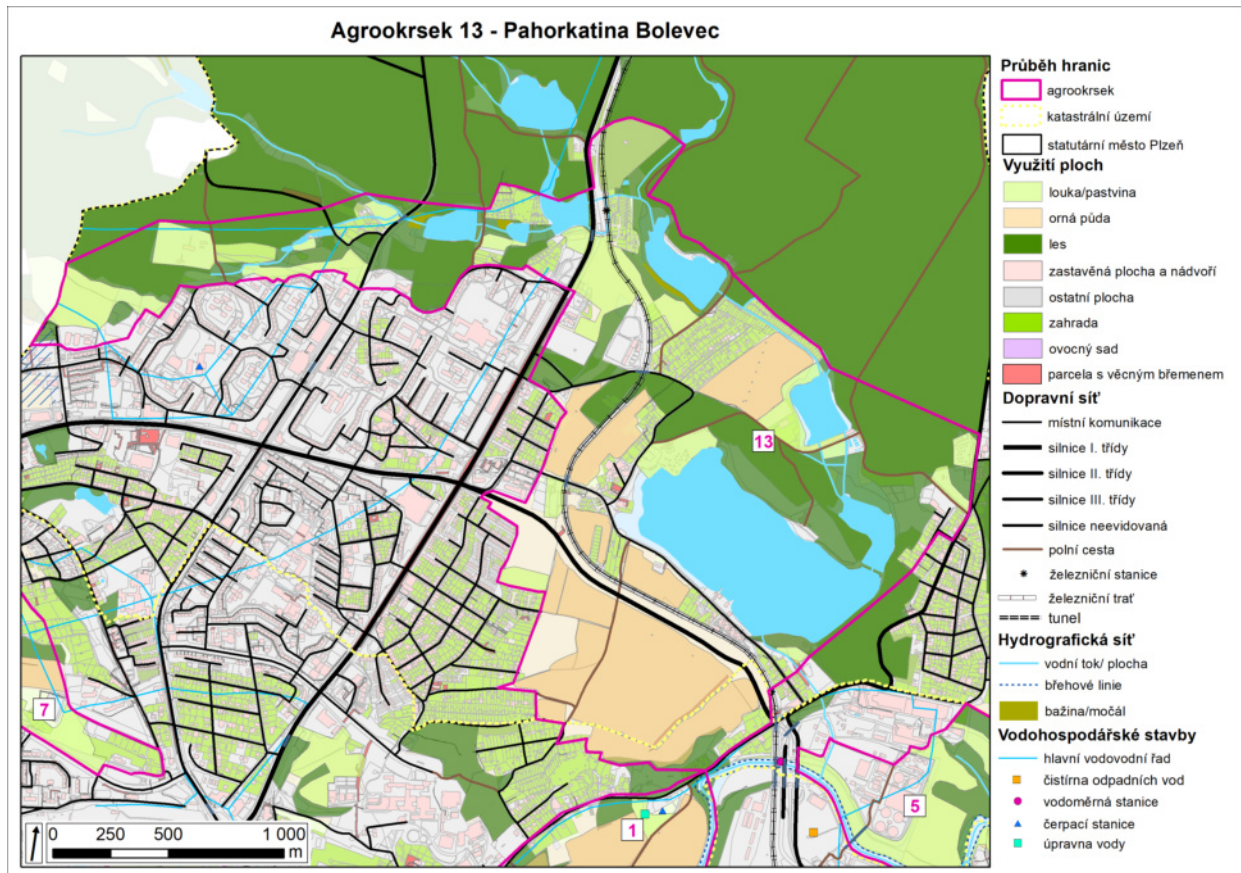 Agrookrsek 13 - Pahorkatina Bolevec
Průběh hranic
agrookrsek
katastrální území
statutární město Plzeň
Využití ploch
louka/pastvina
orná půda
les
zastavěná plocha a nádvoří
ostatní plocha
zahrada
ovocný sad
parcela s věcným břemenem
Dopravní síť
místní komunikace
silnice I. třídy
silnice II. třídy
silnice III. třídy
silnice neevidovaná
polní cesta
železniční stanice
železniční trať
tunel
Hydrografická síť
vodní tok/ plocha
břehové linie
bažina/močál
Vodohospodářské stavby
hlavní vodovodní řad
čistírna odpadních vod
vodoměrná stanice
čerpací stanice
úpravna vody
13
7
1
5
0 250 500 1 000
m